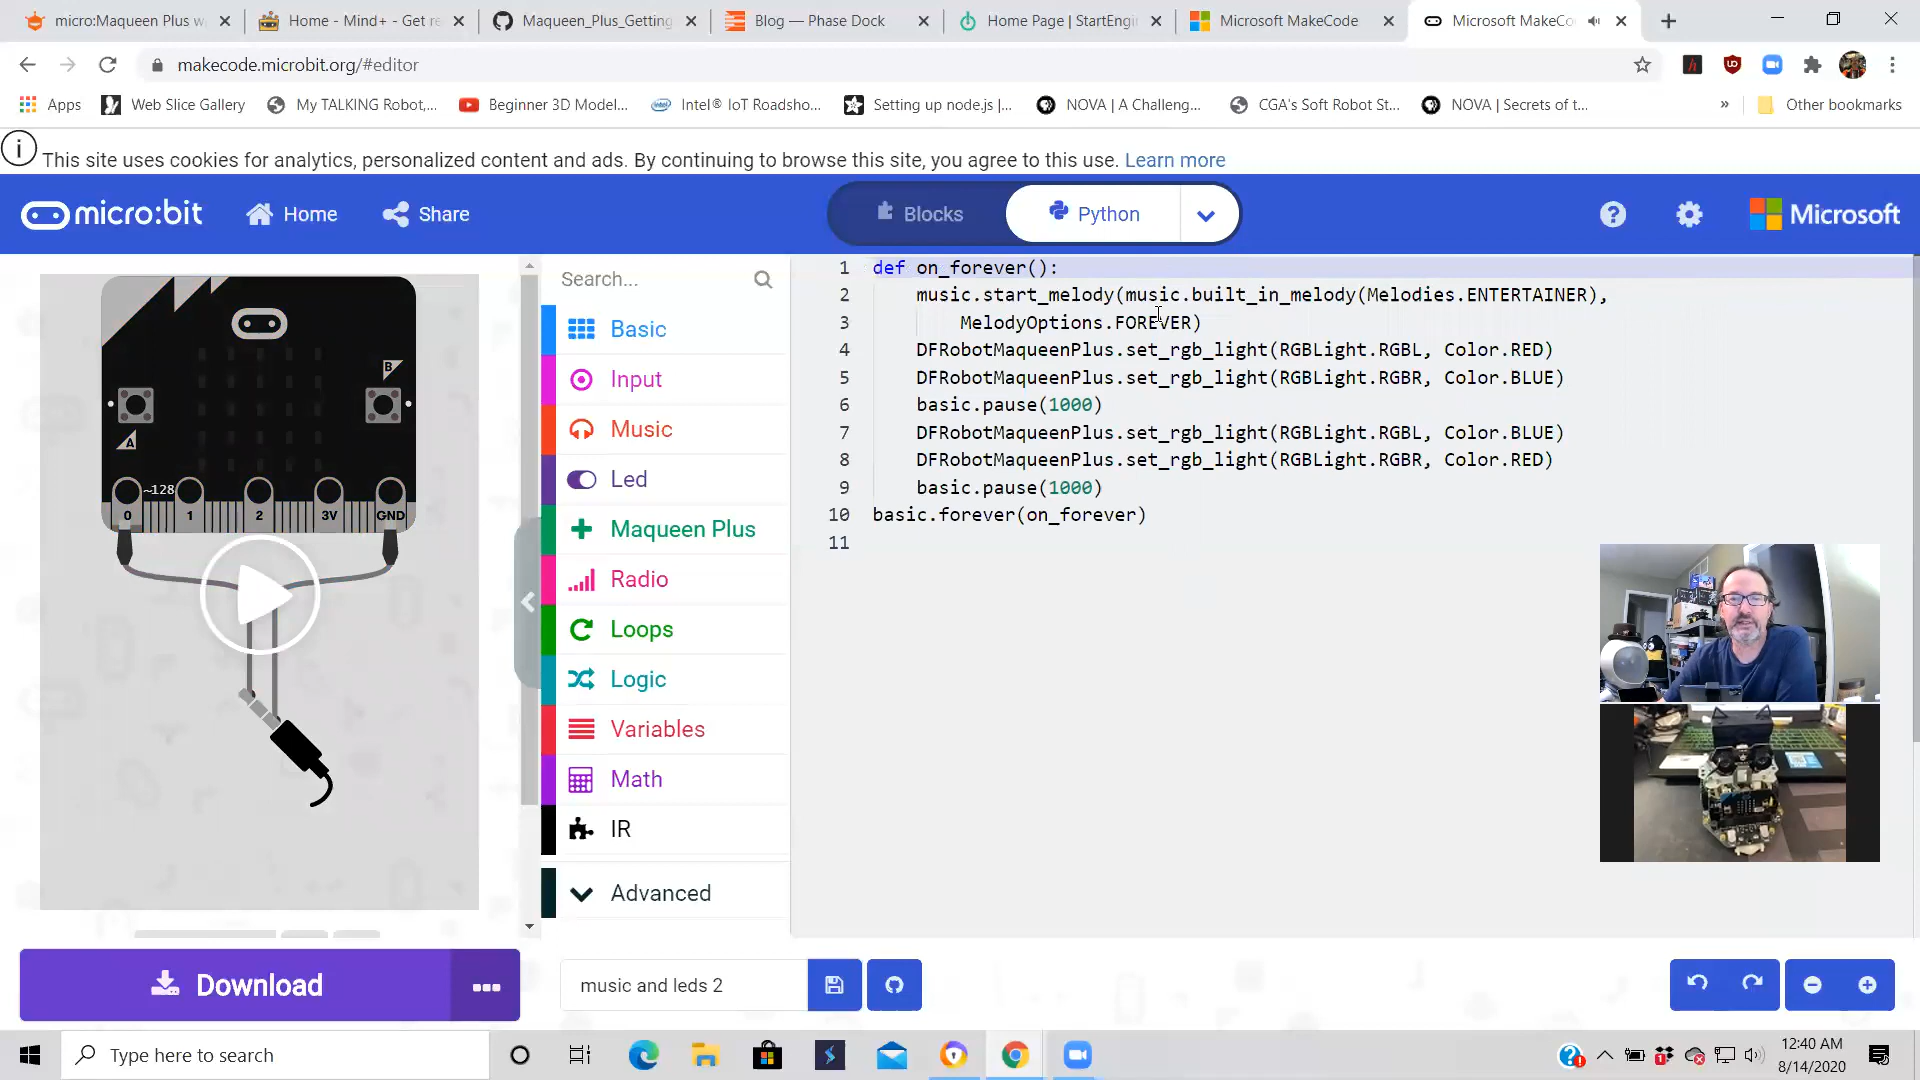 micro:Maqueen Plus w
Home - Mind+ - Get re
Maqueen_Plus_Getting
Blog — Phase Dock
Home Page | StartEngi
Microsoft MakeCode
Microsoft MakeCo
makecode.microbit.org/#editor
Apps
Web Slice Gallery
My TALKING Robot,...
Beginner 3D Model...
Intel® IoT Roadsho...
Setting up node.js |...
NOVA | A Challeng...
CGA's Soft Robot St...
NOVA | Secrets of t...
»
Other bookmarks
This site uses cookies for analytics, personalized content and ads. By continuing to browse this site, you agree to this use. Learn more
micro:bit
Home
Share
Blocks
Python
Microsoft
B
A
~128
0 1 2 3V GND
Search...
Basic
Input
Music
Led
Maqueen Plus
Radio
Loops
Logic
Variables
Math
IR
Advanced
1 def on_forever():
2 music.start_melody(music.built_in_melody(Melodies.ENTERTAINER),
3 MelodyOptions.FOREVER)
4 DFRobotMaqueenPlus.set_rgb_light(RGBLight.RGBL, Color.RED)
5 DFRobotMaqueenPlus.set_rgb_light(RGBLight.RGBR, Color.BLUE)
6 basic.pause(1000)
7 DFRobotMaqueenPlus.set_rgb_light(RGBLight.RGBL, Color.BLUE)
8 DFRobotMaqueenPlus.set_rgb_light(RGBLight.RGBR, Color.RED)
9 basic.pause(1000)
10 basic.forever(on_forever)
11
Download
music and leds 2
Type here to search
12:40 AM
8/14/2020